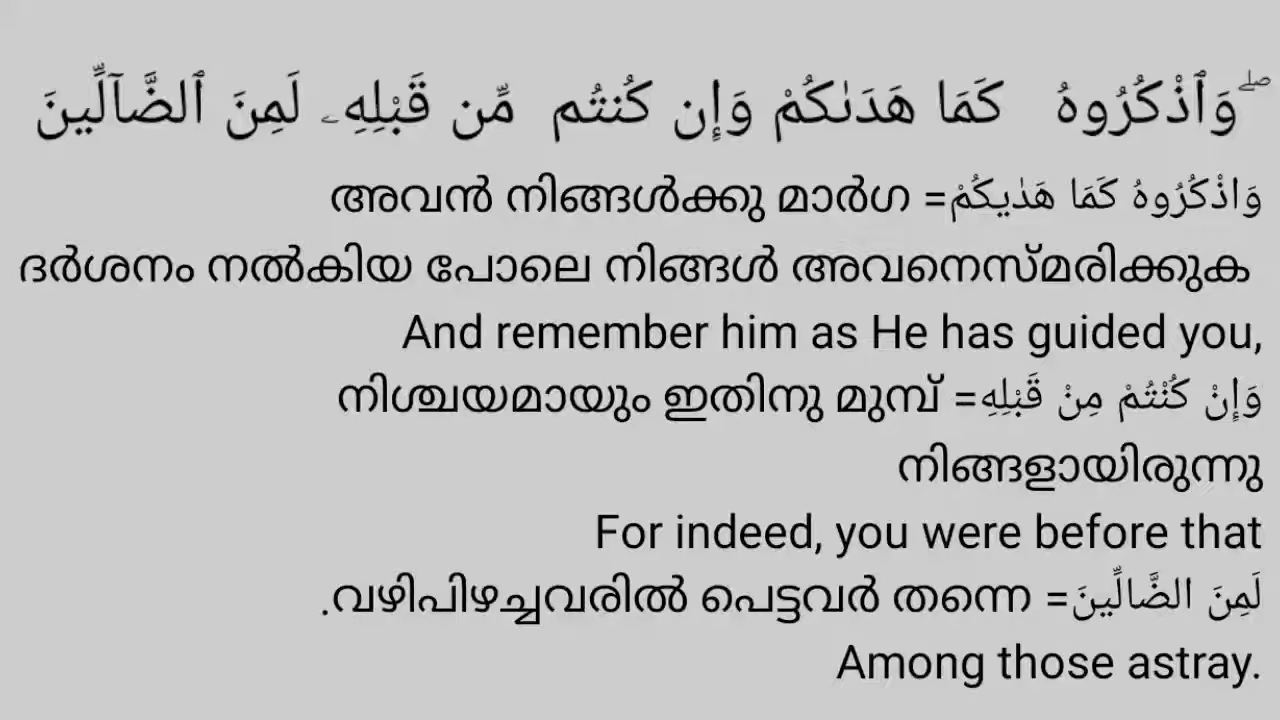 ۖ وَٱذْكُرُوهُ كَمَا هَدَىٰكُمْ وَإِن كُنتُم مِّن قَبْلِهِۦ لَمِنَ ٱلضَّآلِّينَ
وَاذْكُرُوهُ كَمَا هَدٰيكُمْ= അവൻ നിങ്ങൾക്കു മാർഗ
ദർശനം നൽകിയ പോലെ നിങ്ങൾ അവനെസ്മരിക്കുക
And remember him as He has guided you,
وَإِنْ كُنْتُمْ مِنْ قَبْلِهِ= നിശ്ചയമായും ഇതിനു മുമ്പ്
നിങ്ങളായിരുന്നു
For indeed, you were before that
لَمِنَ الضَّالِّينَ= വഴിപിഴച്ചവരിൽ പെട്ടവർ തന്നെ.
Among those astray.